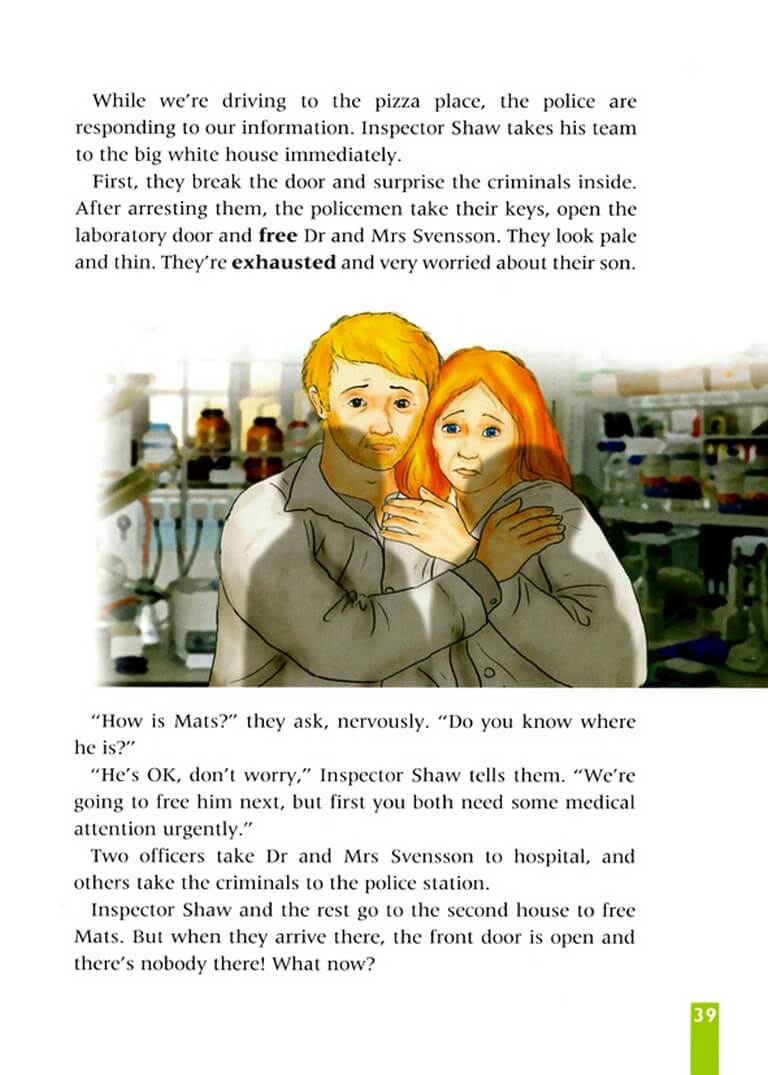 While we're driving to the pizza place, the police are
responding to our information. Inspector Shaw takes his team
to the big white house immediately.
First, they break the door and surprise the criminals inside.
After arresting them, the policemen take their keys, open the
laboratory door and free Dr and Mrs Svensson. They look pale
and thin. They're exhausted and very worried about their son.
"How is Mats?" they ask, nervously. "Do you know where
he is?"
"He's OK, don't worry," Inspector Shaw tells them. "We're
going to free him next, but first you both need some medical
attention urgently."
Two officers take Dr and Mrs Svensson to hospital, and
others take the criminals to the police station.
Inspector Shaw and the rest go to the second house to free
Mats. But when they arrive there, the front door is open and
there's nobody there! What now?
39